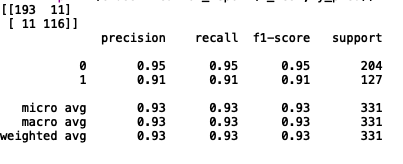 [[193  11]
 [ 11 116]]
              precision    recall  f1-score   support
           0       0.95      0.95      0.95       204
           1       0.91      0.91      0.91       127
   micro avg       0.93      0.93      0.93       331
   macro avg       0.93      0.93      0.93       331
weighted avg       0.93      0.93      0.93       331